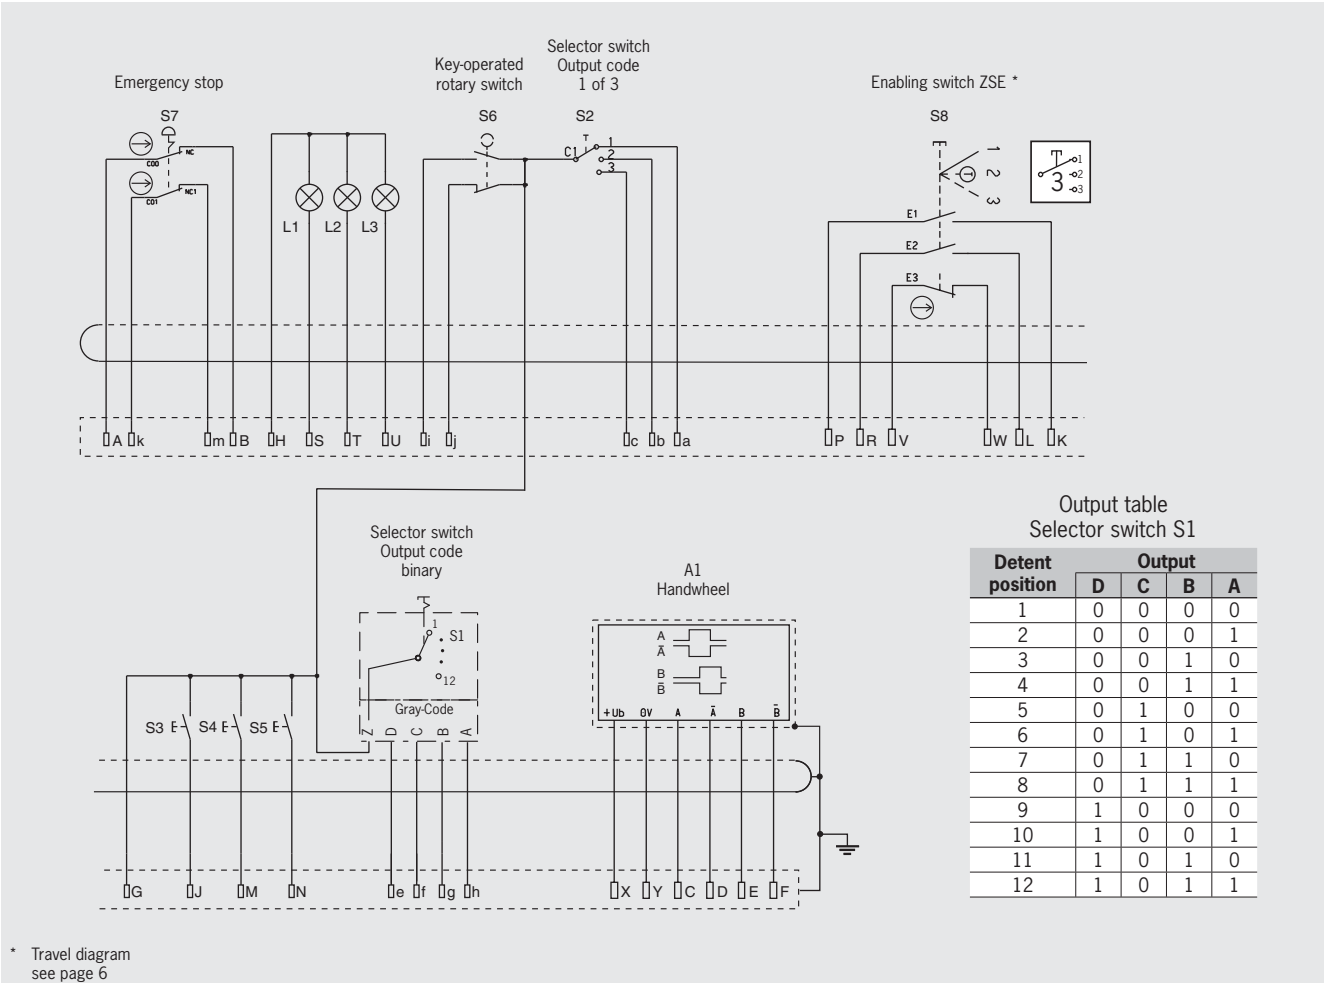 Emergency stop
S7
NC
C00
NC1
C01
L1 L2 L3
Key-operated
rotary switch
S6
Selector switch
Output code
1 of 3
S2
C1
1
2
3
Enabling switch ZSE *
S8
1
2
3
E1
E2
E3
1
2
3
3
A k m B H S T U i j c b a P R V W L K
Selector switch
Output code
binary
1
S1
12
Gray-Code
Z D C B A
A1
Handwheel
A
A̅
B
B̅
+Ub 0V A A̅ B B̅
S3 S4 S5
G J M N e f g h X Y C D E F
Output table
Selector switch S1
Detent position Output
D C B A
1 0 0 0 0
2 0 0 0 1
3 0 0 1 0
4 0 0 1 1
5 0 1 0 0
6 0 1 0 1
7 0 1 1 0
8 0 1 1 1
9 1 0 0 0
10 1 0 0 1
11 1 0 1 0
12 1 0 1 1
* Travel diagram
see page 6